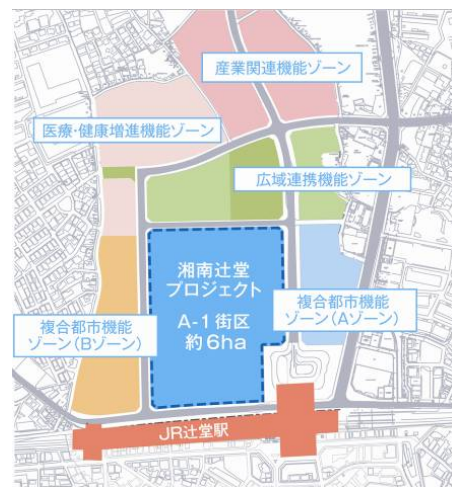 産業関連機能ゾーン
医療・健康増進機能ゾーン
広域連携機能ゾーン
湘南辻堂
プロジェクト
A-1街区
約6ha
複合都市機能
ゾーン(Aゾーン)
複合都市機能
ゾーン(Bゾーン)
JR辻堂駅